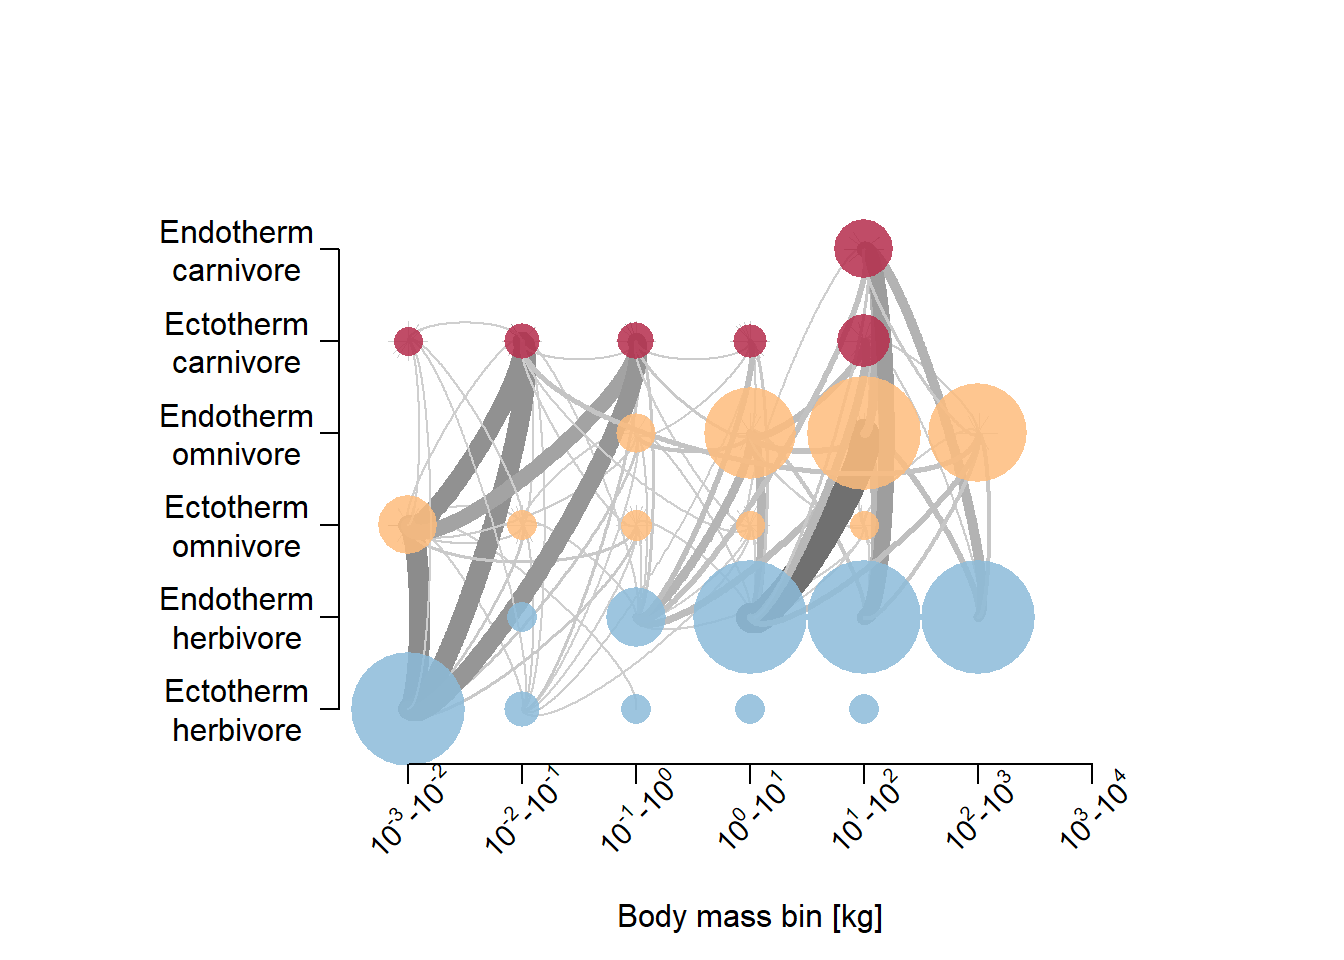 Endotherm
carnivore
Ectotherm
carnivore
Endotherm
omnivore
Ectotherm
omnivore
Endotherm
herbivore
Ectotherm
herbivore
10⁻³-10⁻²
10⁻²-10⁻¹
10⁻¹-10⁰
10⁰-10¹
10¹-10²
10²-10³
10³-10⁴
Body mass bin [kg]